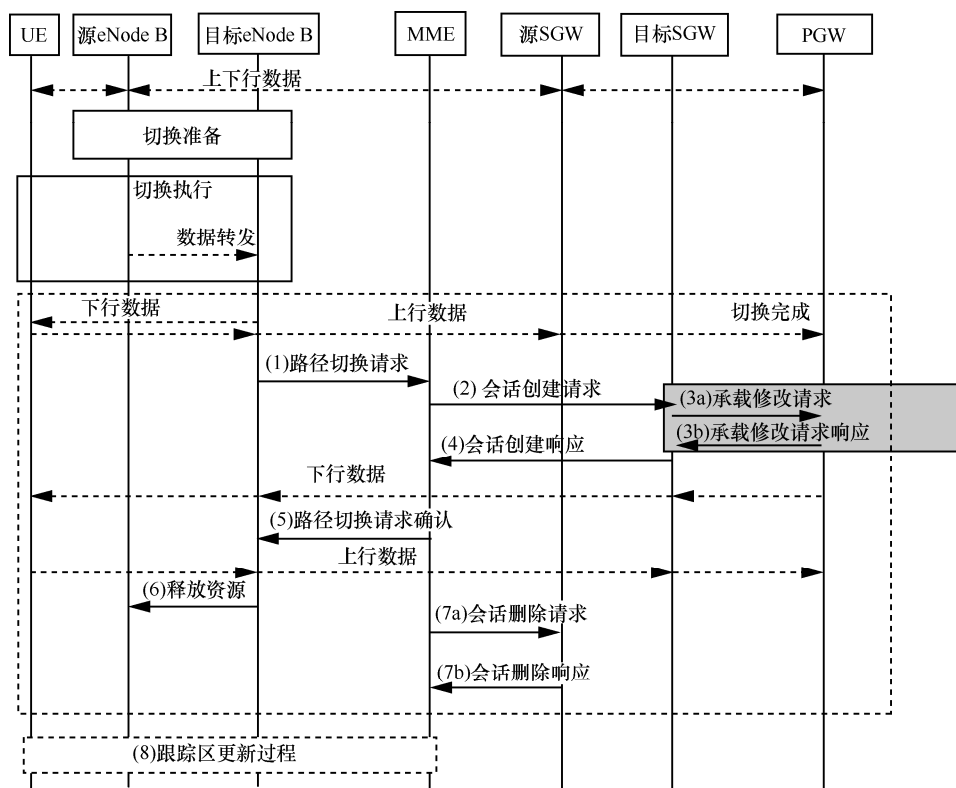 UE
源eNode B
目标eNode B
MME
源SGW
目标SGW
PGW
上下行数据
切换准备
切换执行
数据转发
下行数据
上行数据
切换完成
(1)路径切换请求
(2) 会话创建请求
(3a)承载修改请求
(3b)承载修改请求响应
(4)会话创建响应
下行数据
(5)路径切换请求确认
上行数据
(6)释放资源
(7a)会话删除请求
(7b)会话删除响应
(8)跟踪区更新过程